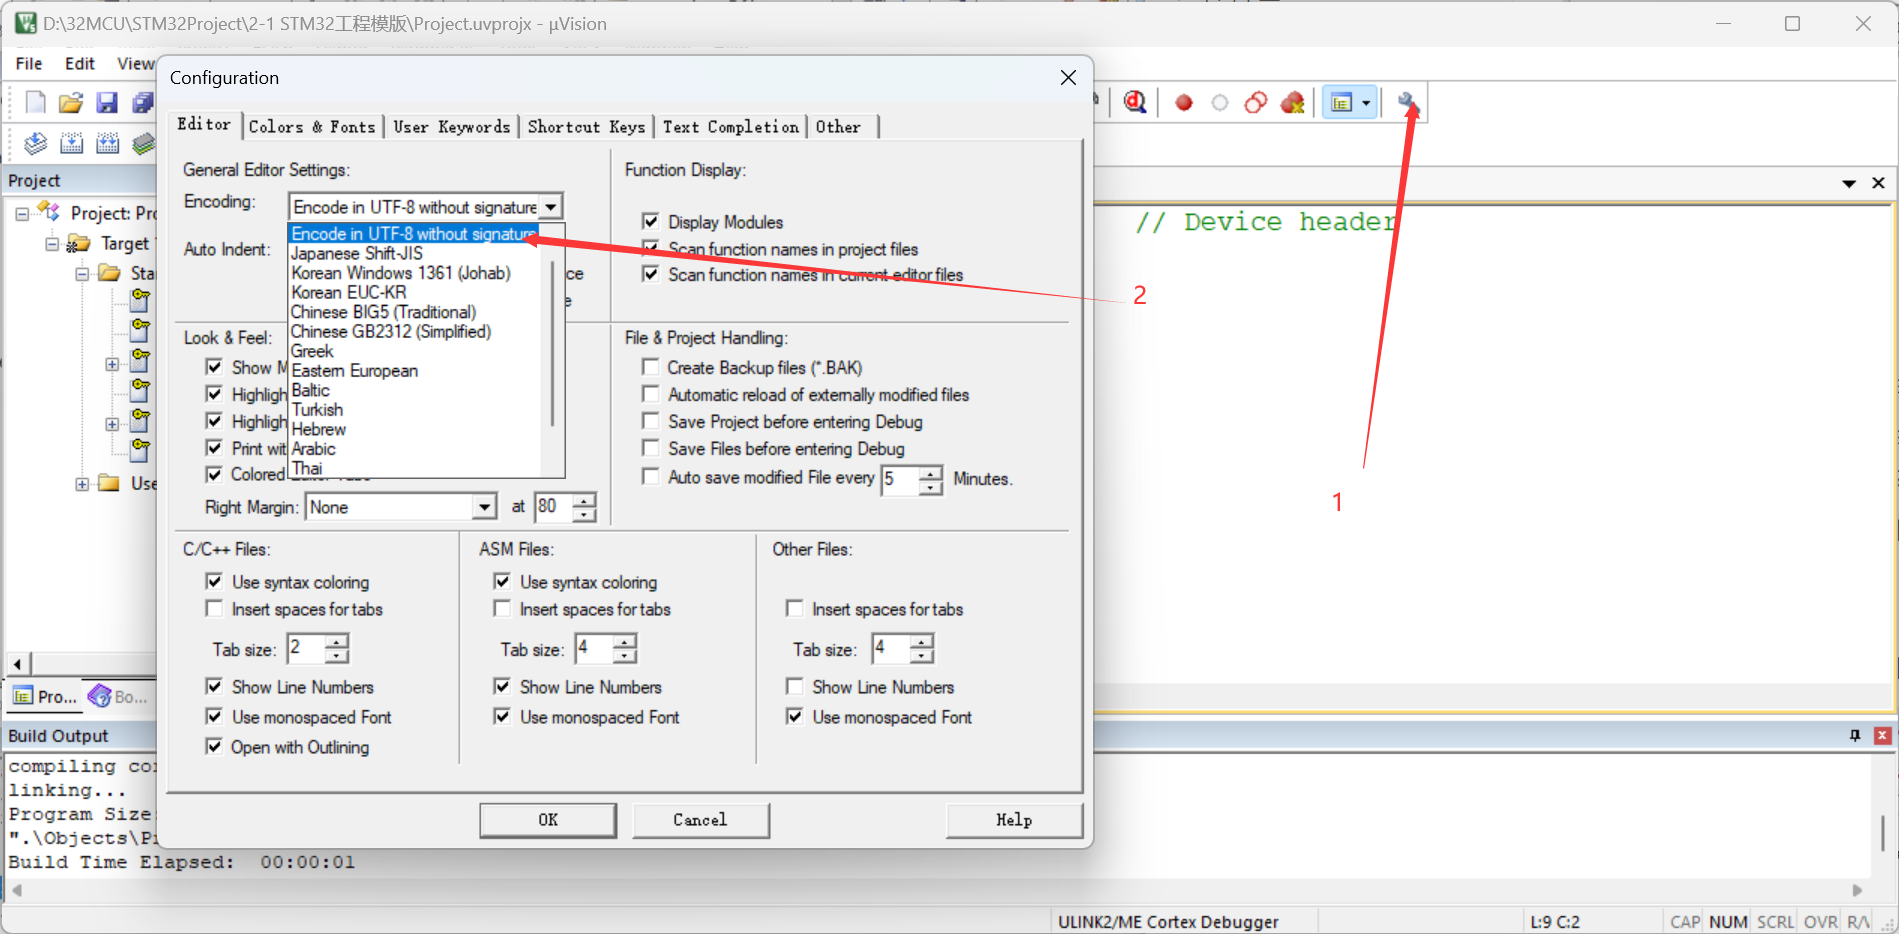 D:\32MCU\STM32Project\2-1 STM32工程模版\Project.uvprojx - µVision
File Edit View
Configuration
Editor Colors & Fonts User Keywords Shortcut Keys Text Completion Other
Project
General Editor Settings:
Encoding: Encode in UTF-8 without signature
Encode in UTF-8 without signature
Japanese Shift-JIS
Korean Windows 1361 (Johab)
Korean EUC-KR
Chinese BIG5 (Traditional)
Chinese GB2312 (Simplified)
Greek
Eastern European
Baltic
Turkish
Hebrew
Arabic
Thai
Auto Indent:
Function Display:
Display Modules
Scan function names in project files
Scan function names in current editor files
// Device header
2
1
Project: Pro
Target
Look & Feel:
Show M
Highligh
Highligh
Print wit
Colored
Right Margin: None at 80
File & Project Handling:
Create Backup files (*.BAK)
Automatic reload of externally modified files
Save Project before entering Debug
Save Files before entering Debug
Auto save modified File every 5 Minutes.
C/C++ Files:
Use syntax coloring
Insert spaces for tabs
Tab size: 2
Show Line Numbers
Use monospaced Font
Open with Outlining
ASM Files:
Use syntax coloring
Insert spaces for tabs
Tab size: 4
Show Line Numbers
Use monospaced Font
Other Files:
Insert spaces for tabs
Tab size: 4
Show Line Numbers
Use monospaced Font
OK Cancel Help
Pro... Bo...
Build Output
compiling
linking...
Program Size:
".\Objects\
Build Time Elapsed: 00:00:01
ULINK2/ME Cortex Debugger L:9 C:2 CAP NUM SCRL OVR